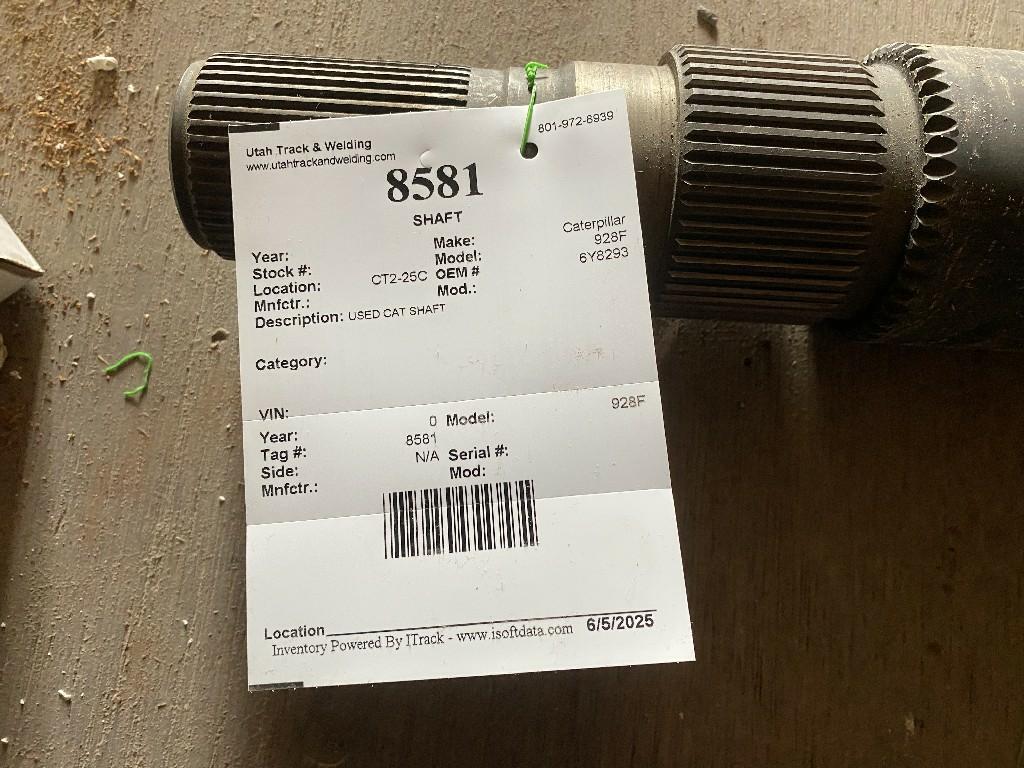 Utah Track & Welding
www.utahtrackandwelding.com
801-972-8939
8581
SHAFT
Year:
Make: Caterpillar
Stock #:
Model: 928F
Location: CT2-25C
OEM # 6Y8293
Mnfctr.:
Mod.:
Description: USED CAT SHAFT
Category:
VIN:
Year: 0 Model: 928F
Tag #: 8581
Side: N/A Serial #:
Mnfctr.: Mod:
Location
Inventory Powered By ITrack - www.isoftdata.com 6/5/2025